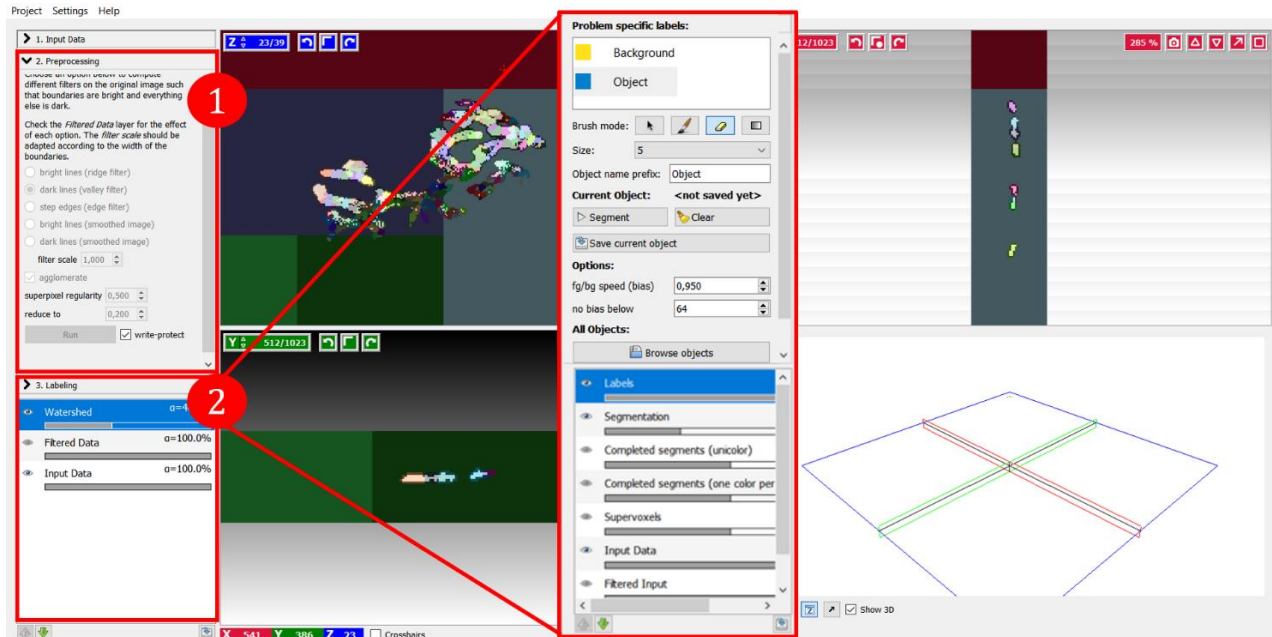 Project Settings Help
1. Input Data
2. Preprocessing
Choose an option below to compute
different filters on the original image such
that boundaries are bright and everything
else is dark.
Check the Filtered Data layer for the effect
of each option. The filter scale should be
adapted according to the width of the
boundaries.
bright lines (ridge filter)
dark lines (valley filter)
step edges (edge filter)
bright lines (smoothed image)
dark lines (smoothed image)
filter scale 1,000
agglomerate
superpixel regularity 0,500
reduce to 0,200
Run write-protect
1
3. Labeling
Watershed α=4
Filtered Data α=100.0%
Input Data α=100.0%
2
Z 23/39
Y 512/1023
X 541 Y 386 Z 23 Crosshairs
Problem specific labels:
Background
Object
Brush mode:
Size: 5
Object name prefix: Object
Current Object: <not saved yet>
Segment Clear
Save current object
Options:
fg/bg speed (bias) 0,950
no bias below 64
All Objects:
Browse objects
Labels
Segmentation
Completed segments (unicolor)
Completed segments (one color per
Supervoxels
Input Data
Filtered Input
12/1023
285 %
Z Show 3D